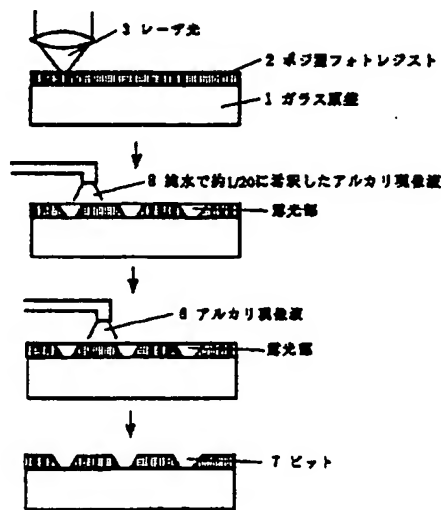 3 レーザ光
2 ポジ型フォトレジスト
1 ガラス原盤
8 純水で約1/20に希釈したアルカリ現像液
露光部
6 アルカリ現像液
露光部
7 ピット